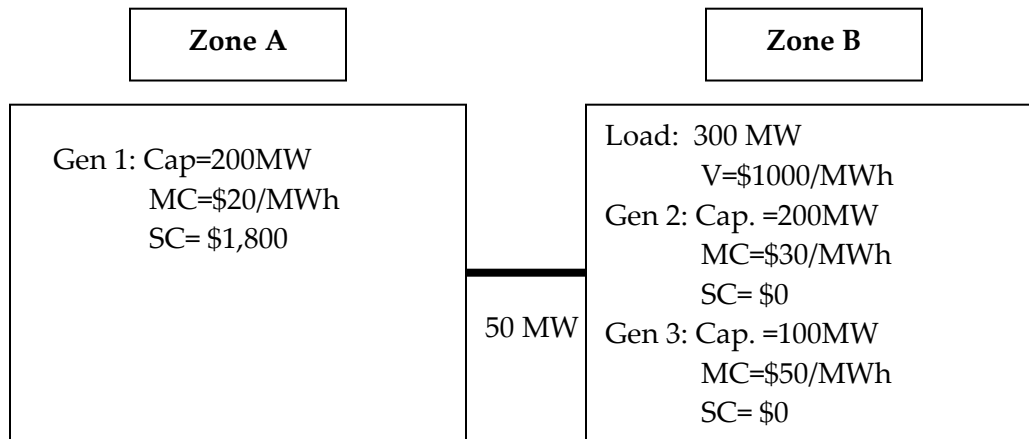 Zone A
Zone B
Gen 1: Cap=200MW
MC=$20/MWh
SC= $1,800
50 MW
Load:  300 MW
V=$1000/MWh
Gen 2: Cap. =200MW
MC=$30/MWh
SC= $0
Gen 3: Cap. =100MW
MC=$50/MWh
SC= $0